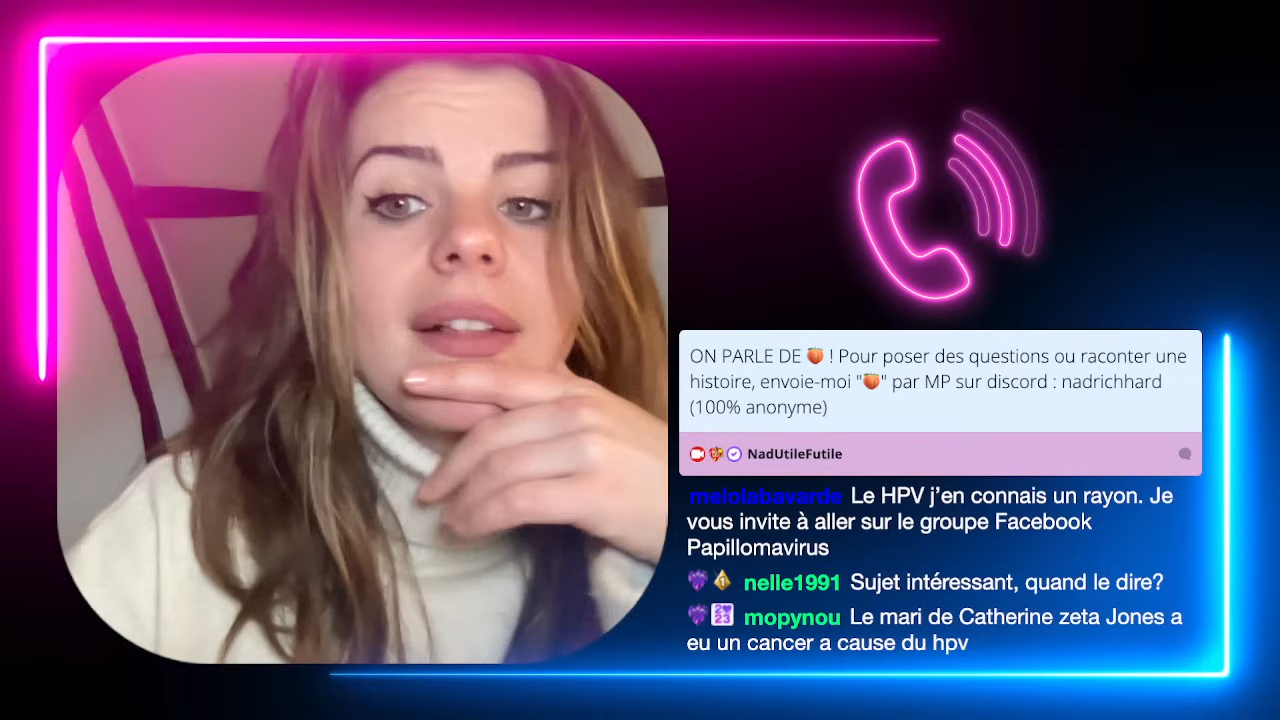 ON PARLE DE 🍑 ! Pour poser des questions ou raconter une
histoire, envoie-moi "🍑" par MP sur discord : nadrichhard
(100% anonyme)
NadUtileFutile
melolabavarde Le HPV j’en connais un rayon. Je
vous invite à aller sur le groupe Facebook
Papillomavirus
1 nelle1991 Sujet intéressant, quand le dire?
mopynou Le mari de Catherine zeta Jones a
eu un cancer a cause du hpv